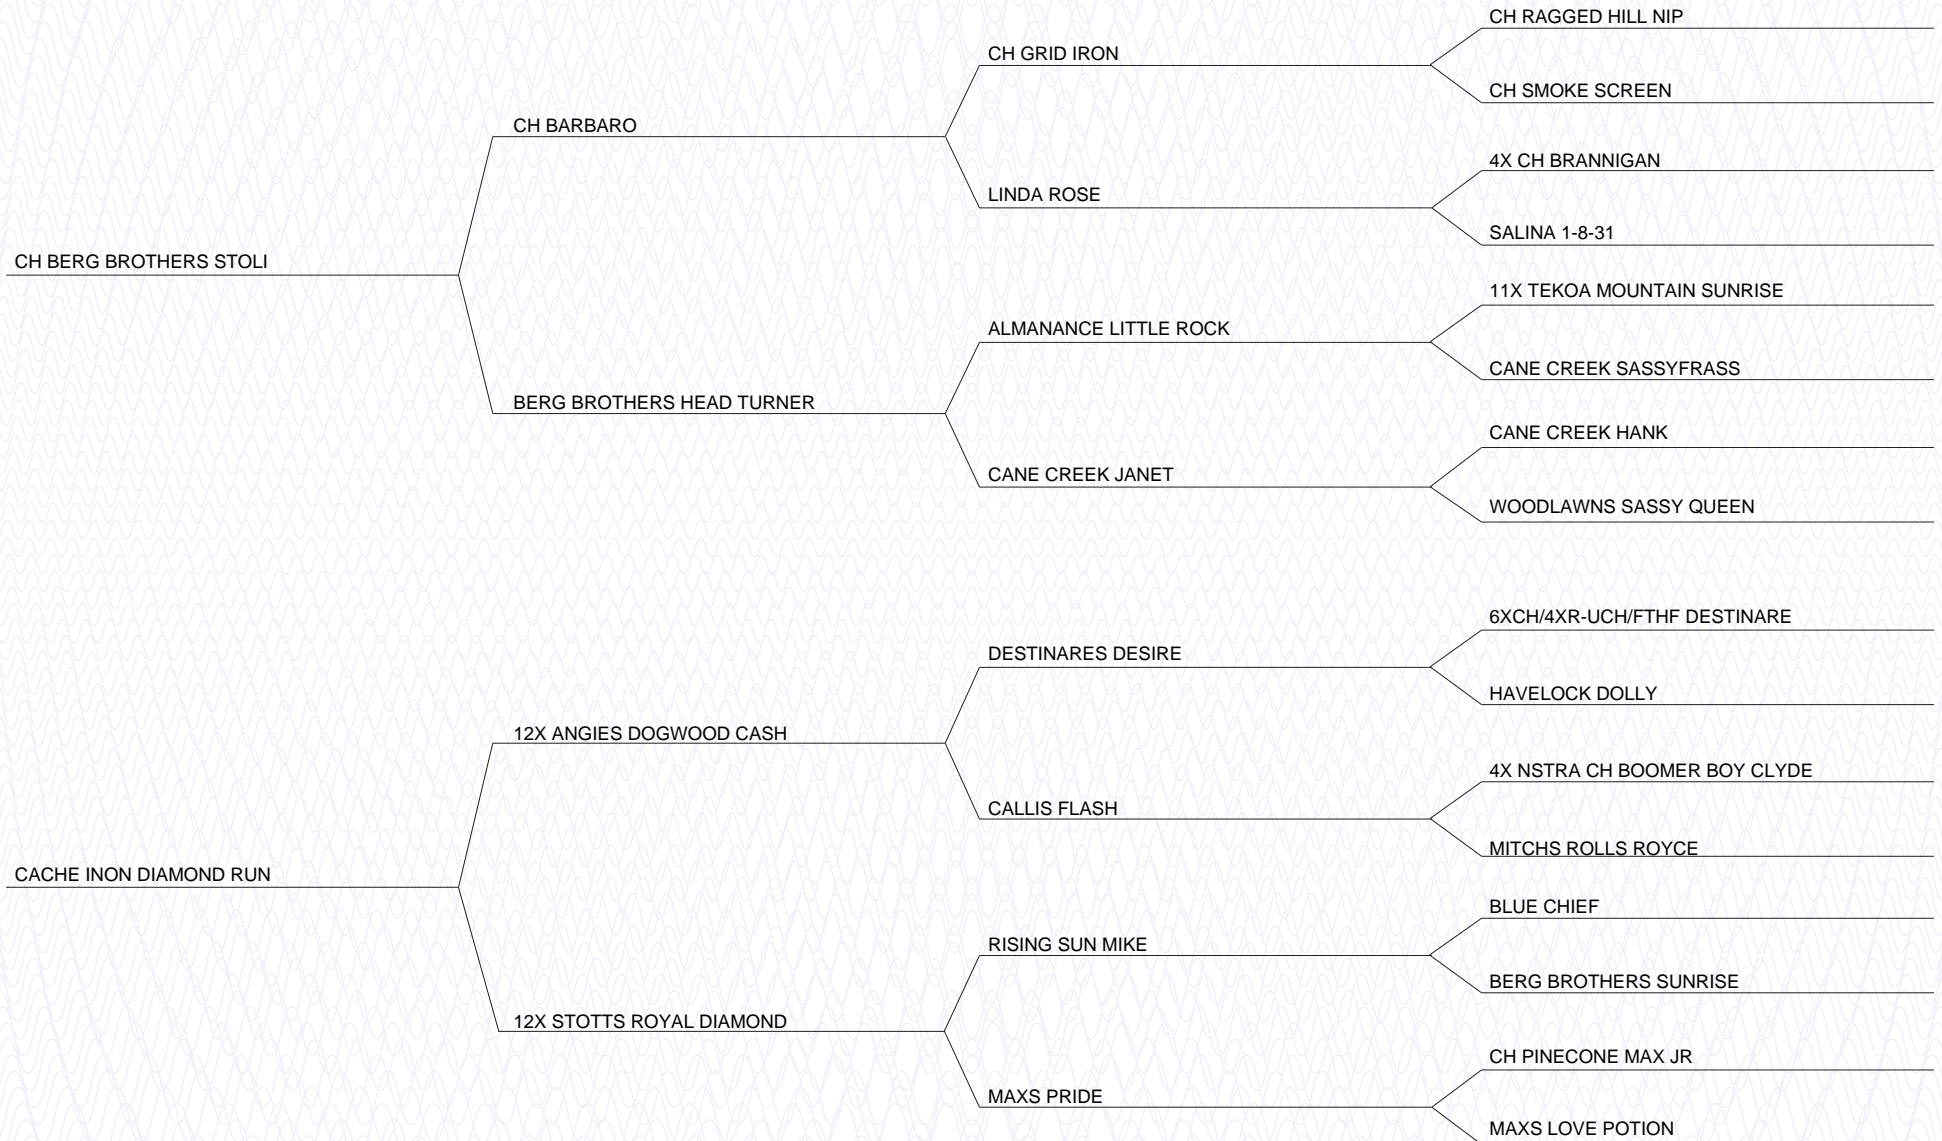 CH RAGGED HILL NIP
CH GRID IRON
CH SMOKE SCREEN
CH BARBARO
4X CH BRANNIGAN
LINDA ROSE
SALINA 1-8-31
CH BERG BROTHERS STOLI
11X TEKOA MOUNTAIN SUNRISE
ALMANANCE LITTLE ROCK
CANE CREEK SASSYFRASS
BERG BROTHERS HEAD TURNER
CANE CREEK HANK
CANE CREEK JANET
WOODLAWNS SASSY QUEEN
6XCH/4XR-UCH/FTHF DESTINARE
DESTINARES DESIRE
HAVELOCK DOLLY
12X ANGIES DOGWOOD CASH
4X NSTRA CH BOOMER BOY CLYDE
CALLIS FLASH
MITCHS ROLLS ROYCE
CACHE INON DIAMOND RUN
BLUE CHIEF
RISING SUN MIKE
BERG BROTHERS SUNRISE
12X STOTTS ROYAL DIAMOND
CH PINECONE MAX JR
MAXS PRIDE
MAXS LOVE POTION